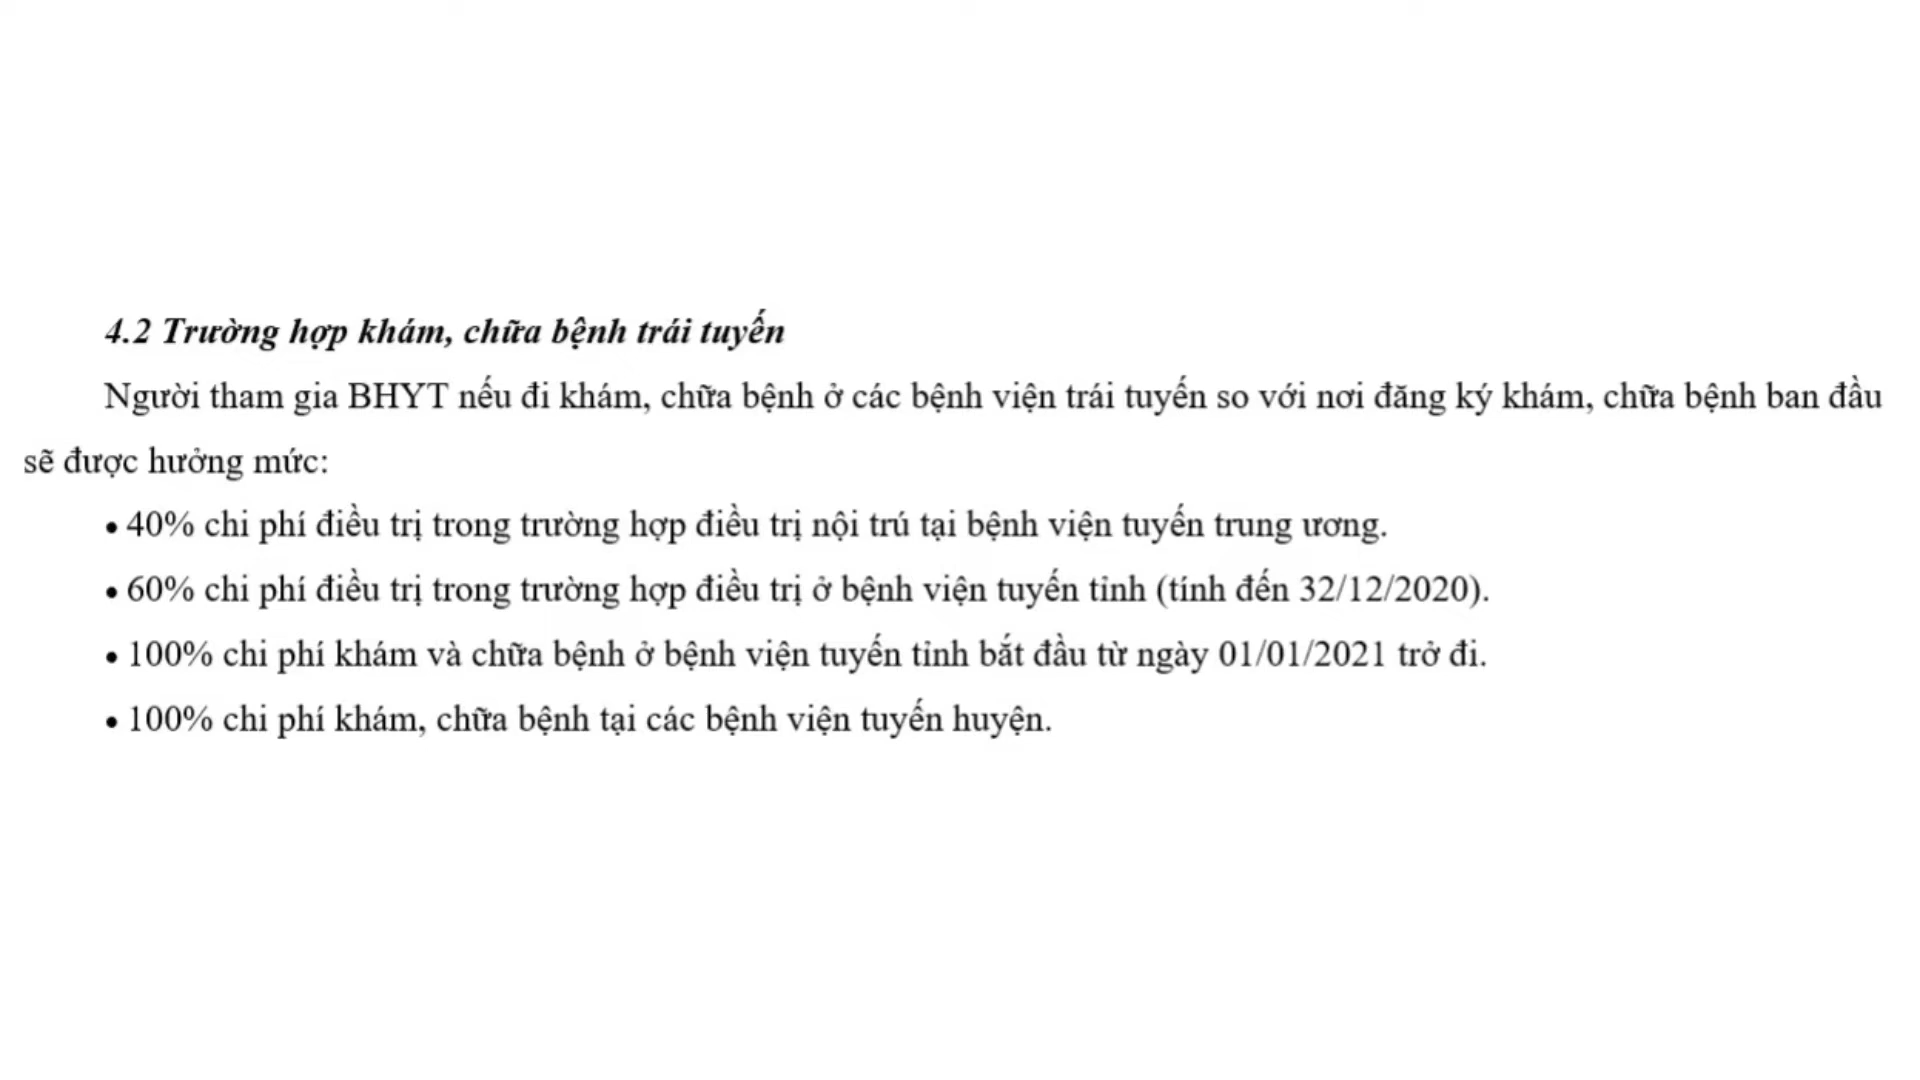 4.2 Trường hợp khám, chữa bệnh trái tuyến
Người tham gia BHYT nếu đi khám, chữa bệnh ở các bệnh viện trái tuyến so với nơi đăng ký khám, chữa bệnh ban đầu
sẽ được hưởng mức:
• 40% chi phí điều trị trong trường hợp điều trị nội trú tại bệnh viện tuyến trung ương.
• 60% chi phí điều trị trong trường hợp điều trị ở bệnh viện tuyến tỉnh (tính đến 32/12/2020).
• 100% chi phí khám và chữa bệnh ở bệnh viện tuyến tỉnh bắt đầu từ ngày 01/01/2021 trở đi.
• 100% chi phí khám, chữa bệnh tại các bệnh viện tuyến huyện.